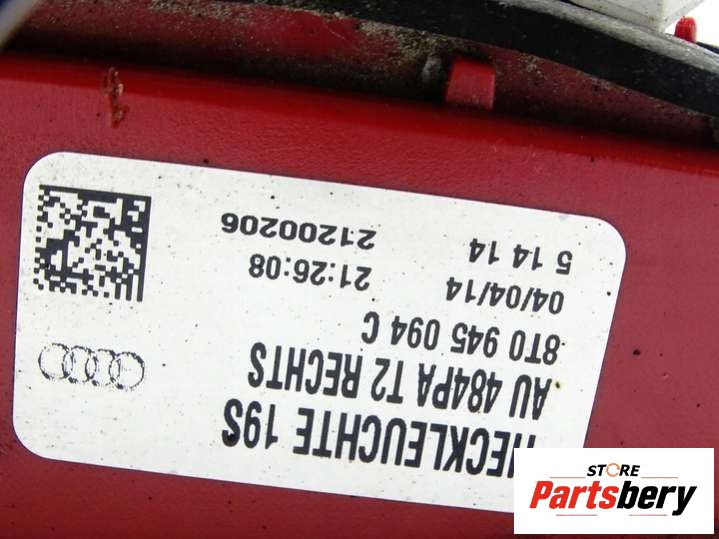 HECKLEUCHTE 19S
AU 484PA T2 RECHTS
8T0 945 094 C
04/04/14 21:26:08
5 14 14 21200206
STORE
Partsbery